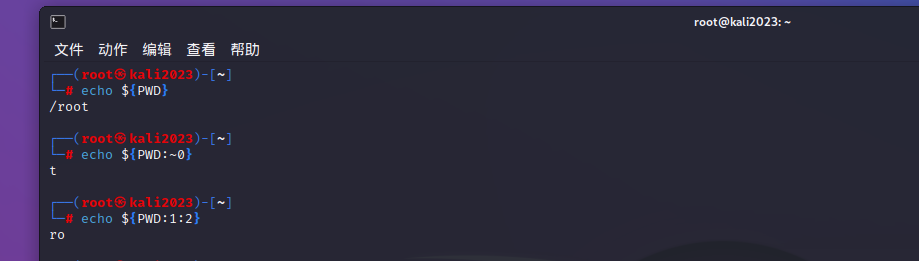 root@kali2023: ~
文件 动作 编辑 查看 帮助
┌──(root㉿kali2023)-[~]
└─# echo ${PWD}
/root
┌──(root㉿kali2023)-[~]
└─# echo ${PWD:~0}
t
┌──(root㉿kali2023)-[~]
└─# echo ${PWD:1:2}
ro